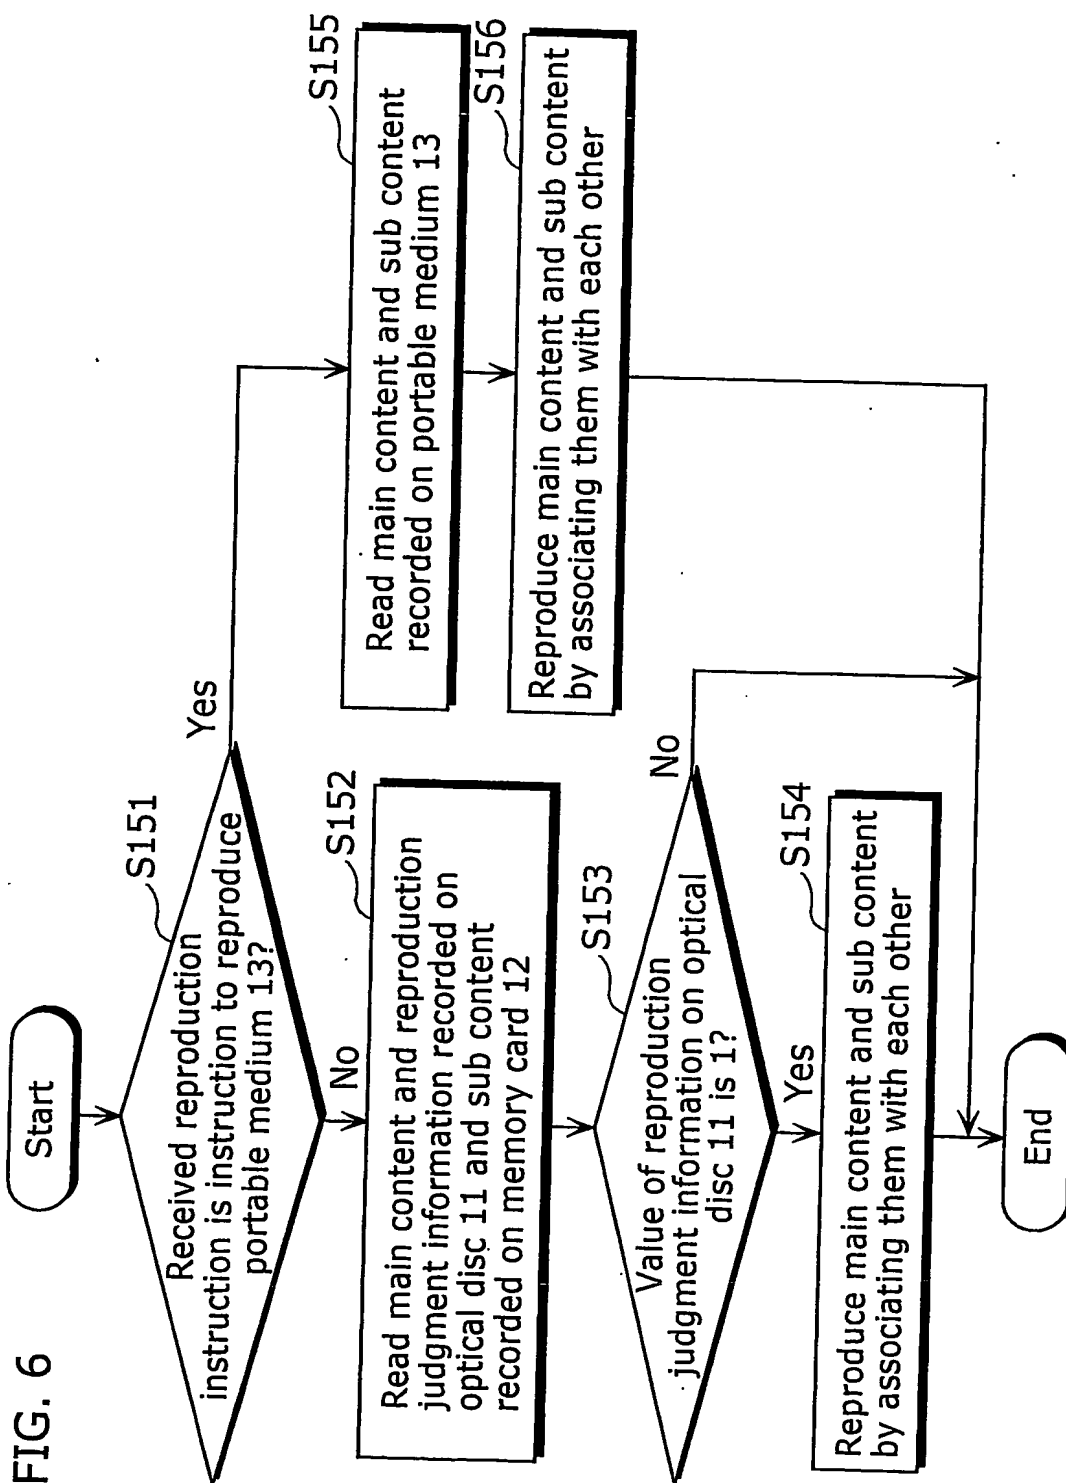 FIG. 6
Start
S151
Received reproduction
instruction is instruction to reproduce
portable medium 13?
Yes
No
S152
Read main content and reproduction
judgment information recorded on
optical disc 11 and sub content
recorded on memory card 12
S153
Value of reproduction
judgment information on optical
disc 11 is 1?
No
Yes
S154
Reproduce main content and sub content
by associating them with each other
S155
Read main content and sub content
recorded on portable medium 13
S156
Reproduce main content and sub content
by associating them with each other
End